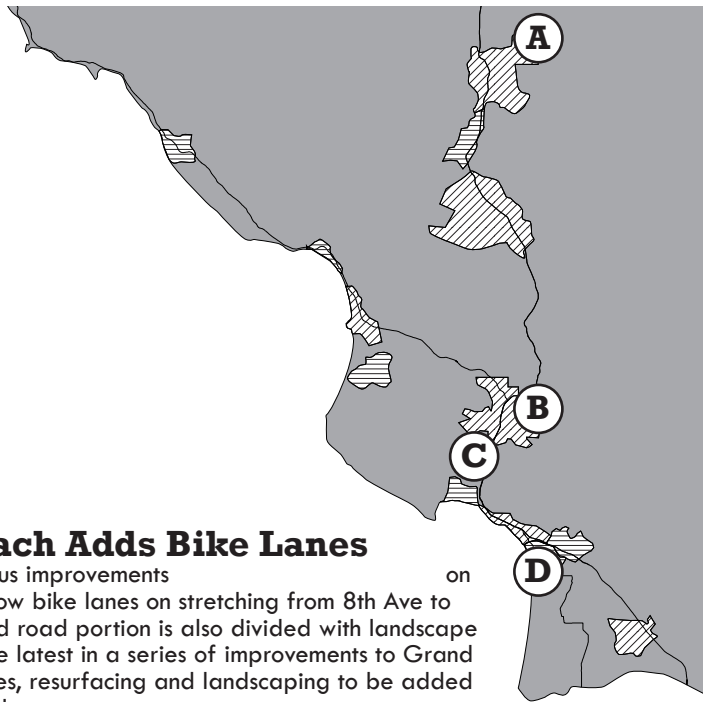 A
B
C
D
ach Adds Bike Lanes
us improvements on
ow bike lanes on stretching from 8th Ave to
d road portion is also divided with landscape
e latest in a series of improvements to Grand
es, resurfacing and landscaping to be added